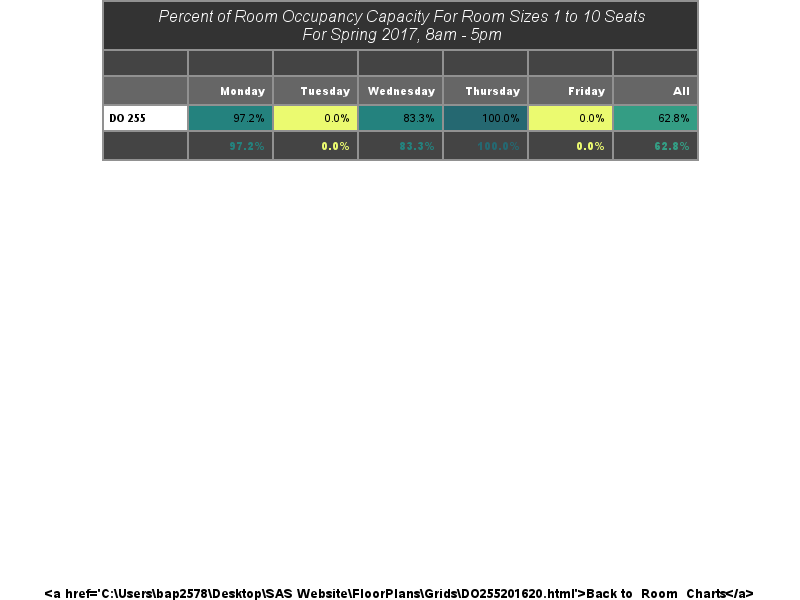 Percent of Room Occupancy Capacity For Room Sizes 1 to 10 Seats
For Spring 2017, 8am - 5pm
Monday Tuesday Wednesday Thursday Friday All
DO 255 97.2% 0.0% 83.3% 100.0% 0.0% 62.8%
97.2% 0.0% 83.3% 100.0% 0.0% 62.8%
<a href='C:\Users\bap2578\Desktop\SAS Website\FloorPlans\Grids\DO255201620.html'>Back to Room Charts</a>